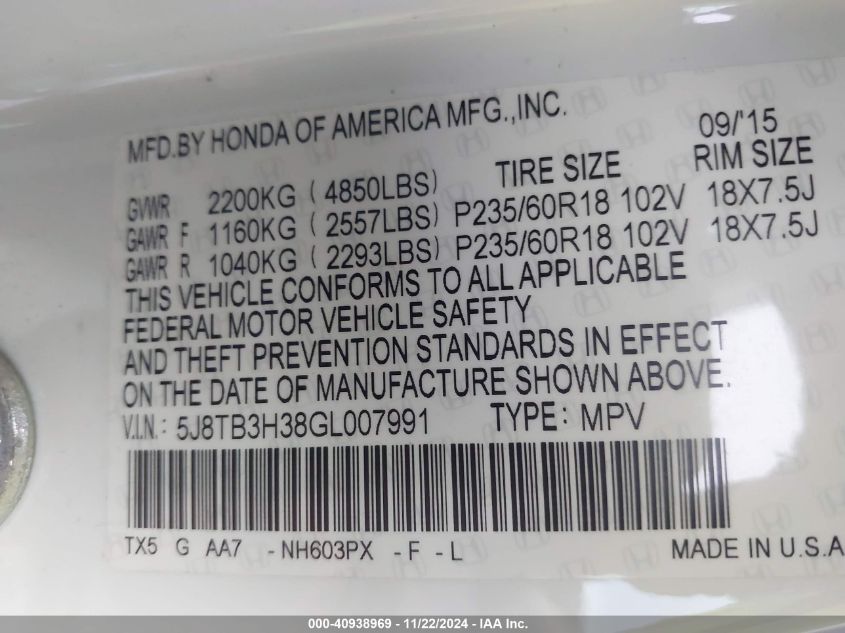 MFD.BY HONDA OF AMERICA MFG.,INC. 09/'15
TIRE SIZE RIM SIZE
GVWR 2200KG ( 4850LBS)
GAWR F 1160KG ( 2557LBS) P235/60R18 102V 18X7.5J
GAWR R 1040KG ( 2293LBS) P235/60R18 102V 18X7.5J
THIS VEHICLE CONFORMS TO ALL APPLICABLE
FEDERAL MOTOR VEHICLE SAFETY
AND THEFT PREVENTION STANDARDS IN EFFECT
ON THE DATE OF MANUFACTURE SHOWN ABOVE.
V.I.N.: 5J8TB3H38GL007991 TYPE: MPV
TX5 G AA7 -NH603PX -F -L MADE IN U.S.A
000-40938969 - 11/22/2024 - IAAI.com